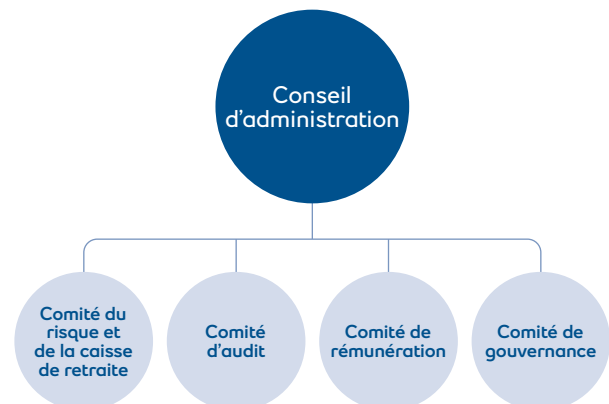 Conseil
d’administration
Comité du
risque et
de la caisse
de retraite
Comité
d’audit
Comité de
rémunération
Comité de
gouvernance